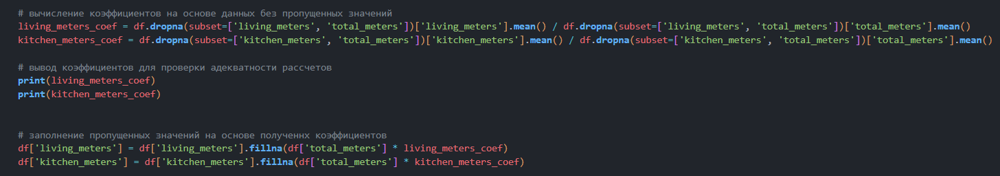 # вычисление коэффициентов на основе данных без пропущенных значений
living_meters_coef = df.dropna(subset=['living_meters', 'total_meters'])['living_meters'].mean() / df.dropna(subset=['living_meters', 'total_meters'])['total_meters'].mean()
kitchen_meters_coef = df.dropna(subset=['kitchen_meters', 'total_meters'])['kitchen_meters'].mean() / df.dropna(subset=['kitchen_meters', 'total_meters'])['total_meters'].mean()
# вывод коэффициентов для проверки адекватности рассчетов
print(living_meters_coef)
print(kitchen_meters_coef)
# заполнение пропущенных значений на основе полученнх коэффициентов
df['living_meters'] = df['living_meters'].fillna(df['total_meters'] * living_meters_coef)
df['kitchen_meters'] = df['kitchen_meters'].fillna(df['total_meters'] * kitchen_meters_coef)